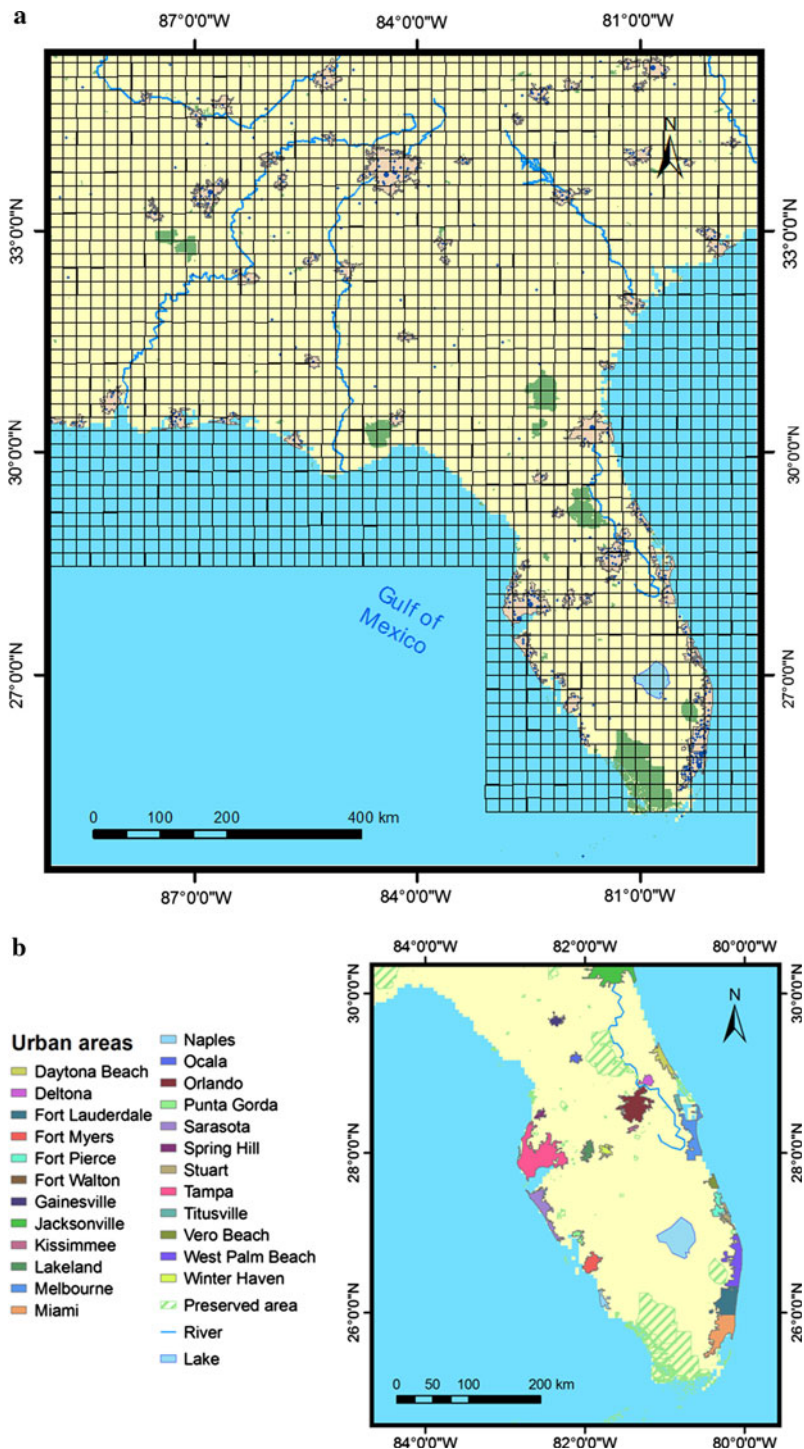 a
87°0'0"W 84°0'0"W 81°0'0"W
N
33°0'0"N 33°0'0"N
30°0'0"N 30°0'0"N
Gulf of
Mexico
27°0'0"N 27°0'0"N
0 100 200 400 km
87°0'0"W 84°0'0"W 81°0'0"W
b
84°0'0"W 82°0'0"W 80°0'0"W
30°0'0"N 30°0'0"N
N
Urban areas
Daytona Beach
Deltona
Fort Lauderdale
Fort Myers
Fort Pierce
Fort Walton
Gainesville
Jacksonville
Kissimmee
Lakeland
Melbourne
Miami
Naples
Ocala
Orlando
Punta Gorda
Sarasota
Spring Hill
Stuart
Tampa
Titusville
Vero Beach
West Palm Beach
Winter Haven
Preserved area
River
Lake
28°0'0"N 28°0'0"N
26°0'0"N 26°0'0"N
0 50 100 200 km
84°0'0"W 82°0'0"W 80°0'0"W